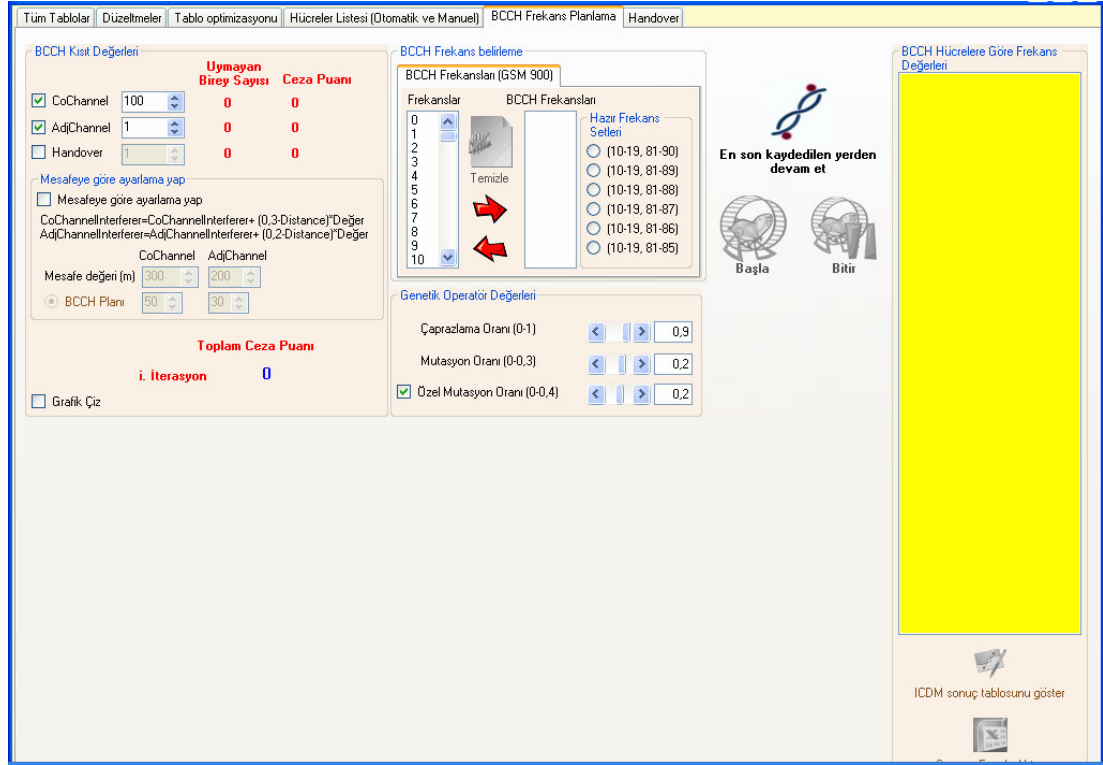 Tüm Tablolar Düzeltmeler Tablo optimizasyonu Hücreler Listesi (Otomatik ve Manuel) BCCH Frekans Planlama Handover
BCCH Kısıt Değerleri
Uymayan
Birey Sayısı Ceza Puanı
CoChannel 100 0 0
AdjChannel 1 0 0
Handover 1 0 0
Mesafeye göre ayarlama yap
Mesafeye göre ayarlama yap
CoChannelInterferer=CoChannelInterferer+ (0,3-Distance)*Değer
AdjChannelInterferer=AdjChannelInterferer+ (0,2-Distance)*Değer
CoChannel AdjChannel
Mesafe değeri (m) 300 200
BCCH Planı 50 30
Toplam Ceza Puanı
i. İterasyon 0
Grafik Çiz
BCCH Frekans belirleme
BCCH Frekansları (GSM 900)
Frekanslar BCCH Frekansları
0
1
2
3
4
5
6
7
8
9
10
Temizle
Hazır Frekans
Setleri
(10-19, 81-90)
(10-19, 81-89)
(10-19, 81-88)
(10-19, 81-87)
(10-19, 81-86)
(10-19, 81-85)
Genetik Operatör Değerleri
Çaprazlama Oranı (0-1) 0,9
Mutasyon Oranı (0-0,3) 0,2
Özel Mutasyon Oranı (0-0,4) 0,2
En son kaydedilen yerden
devam et
Başla Bitir
BCCH Hücrelere Göre Frekans
Değerleri
ICDM sonuç tablosunu göster